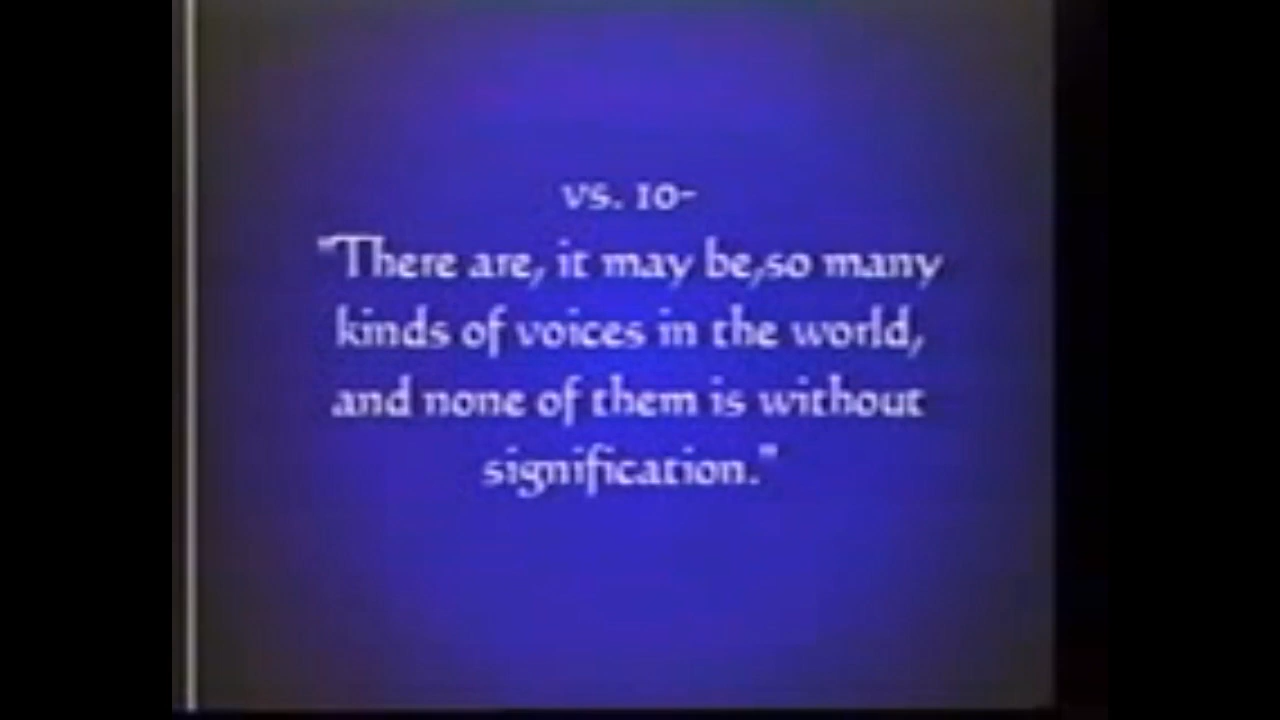 vs. 10-
"There are, it may be,so many
kinds of voices in the world,
and none of them is without
signification."